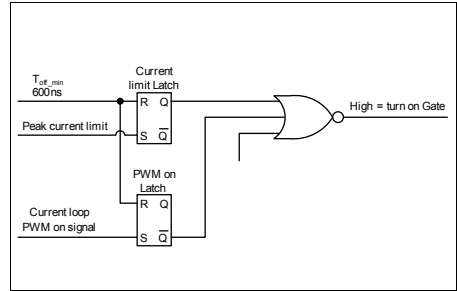 T off_min
600ns
Current
limit Latch
R Q
High = turn on Gate
Peak current limit
S Q̅
PWM on
Latch
R Q
Current loop
PWM on signal
S Q̅